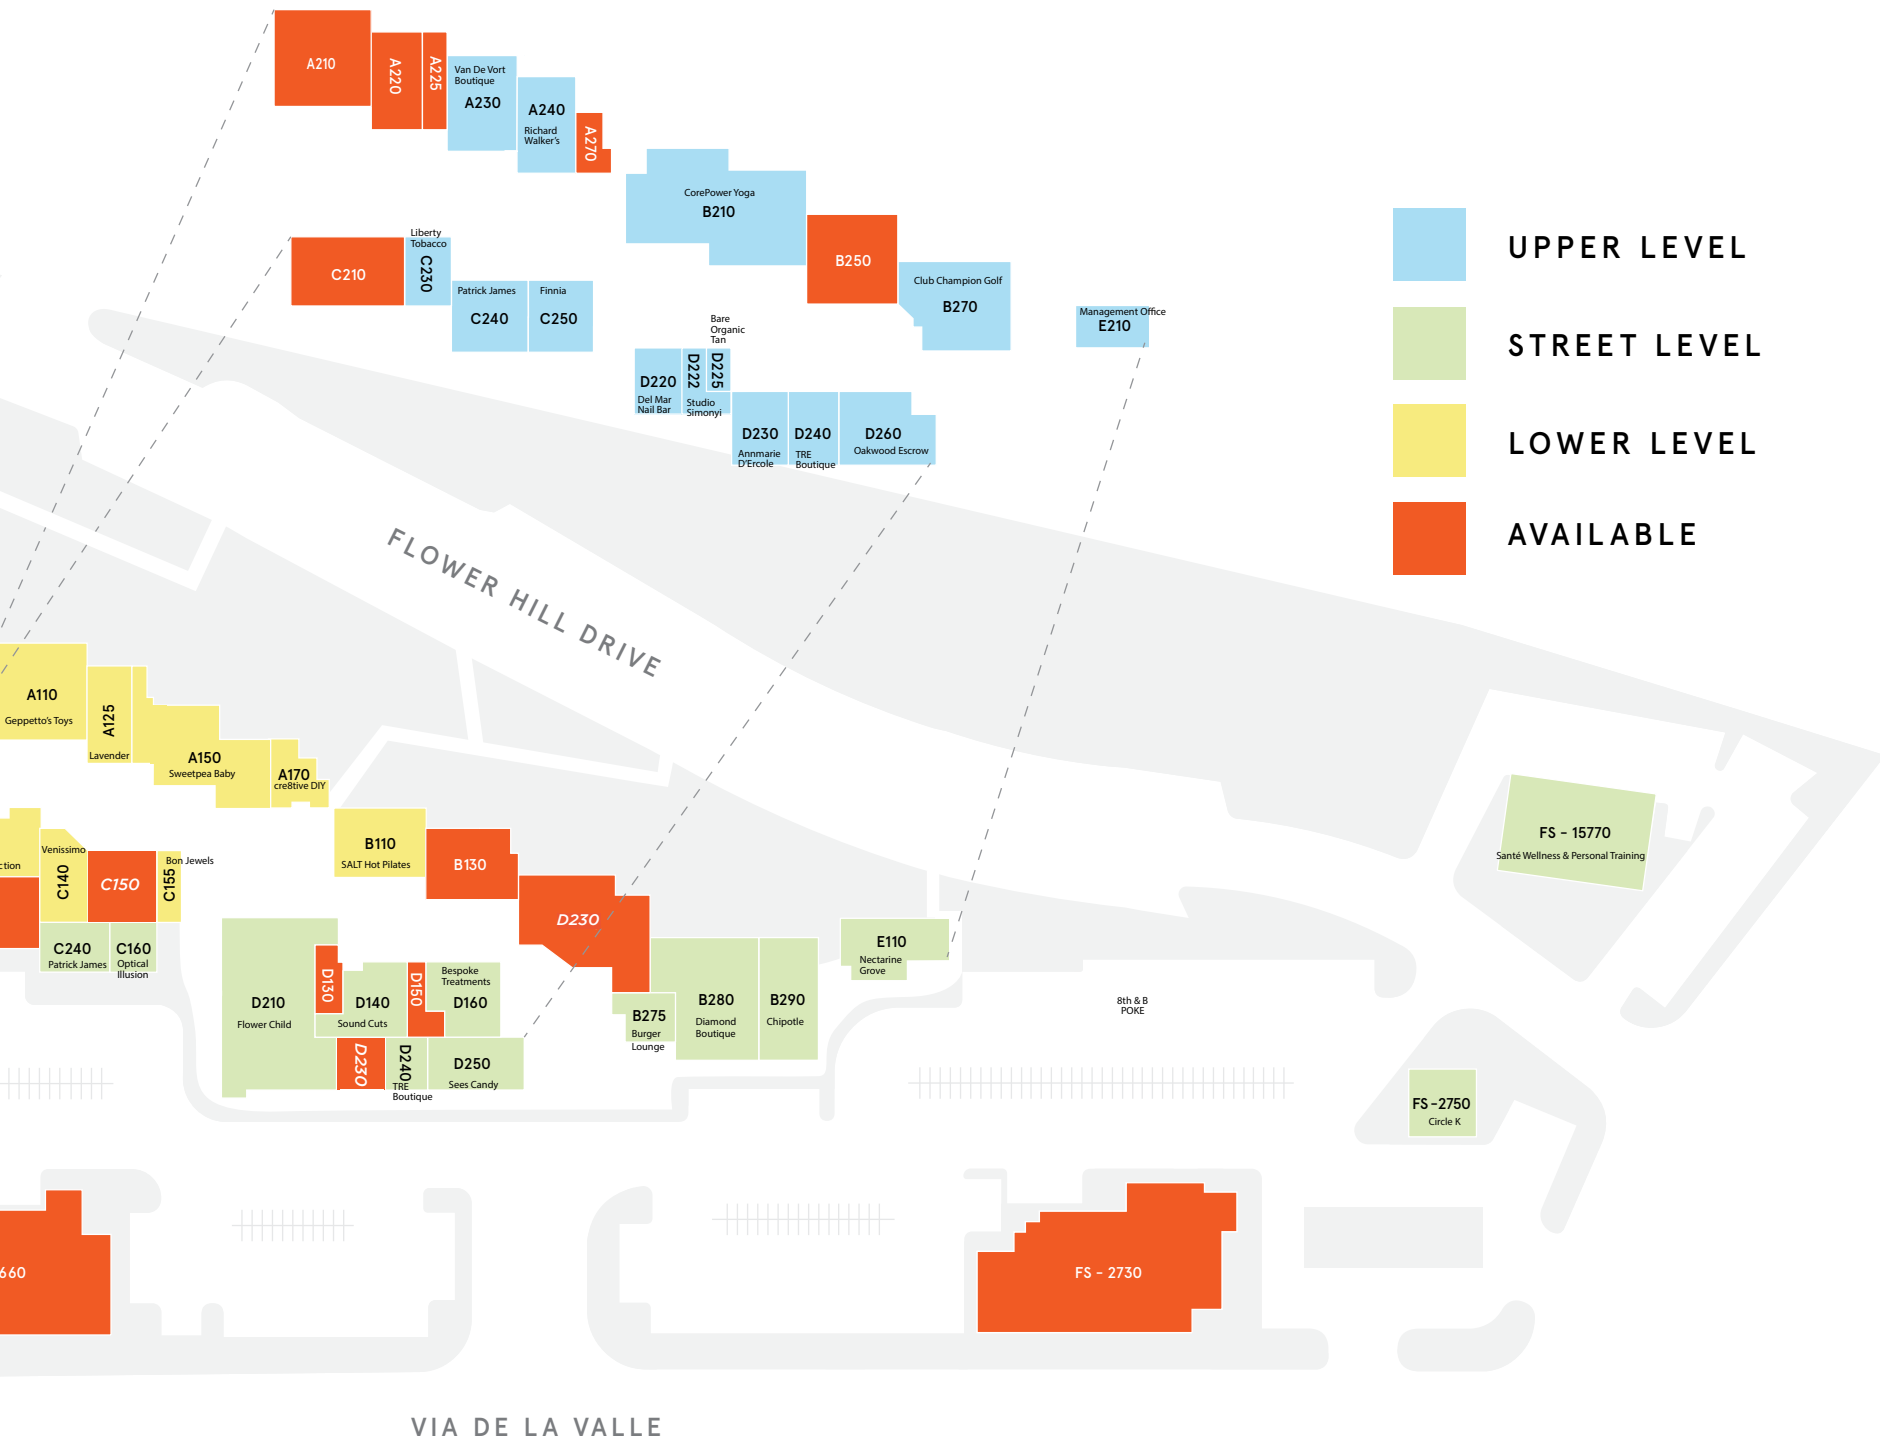 A210
A220
A225
Van De Vort
Boutique
A230
A240
Richard
Walker's
A270
CorePower Yoga
B210
B250
Club Champion Golf
B270
Management Office
E210
Liberty
Tobacco
C210
C230
Patrick James
C240
Finnia
C250
Bare
Organic
Tan
D220
Del Mar
Nail Bar
D222
D225
Studio
Simonyi
D230
Annmarie
D'Ercole
D240
TRE
Boutique
D260
Oakwood Escrow
UPPER LEVEL
STREET LEVEL
LOWER LEVEL
AVAILABLE
FLOWER HILL DRIVE
A110
Geppetto's Toys
A125
Lavender
A150
Sweetpea Baby
A170
cre8tive DIY
B110
SALT Hot Pilates
B130
D230
ction
Venissimo
C140
C150
Bon Jewels
C155
C240
Patrick James
C160
Optical
Illusion
D210
Flower Child
D130
D140
Sound Cuts
D150
Bespoke
Treatments
D160
D230
D240
TRE
Boutique
D250
Sees Candy
B275
Burger
Lounge
B280
Diamond
Boutique
B290
Chipotle
E110
Nectarine
Grove
8th & B
POKE
FS - 15770
Santé Wellness & Personal Training
FS -2750
Circle K
660
FS - 2730
VIA DE LA VALLE